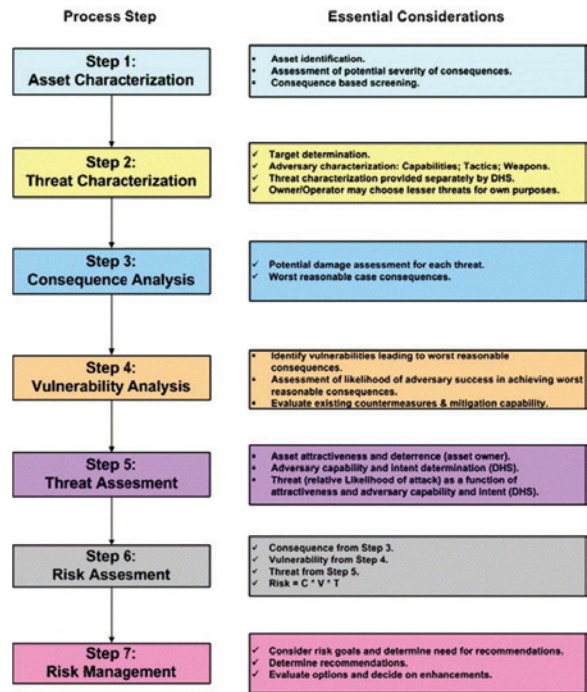 Process Step
Essential Considerations
Step 1:
Asset Characterization
• Asset identification.
• Assessment of potential severity of consequences.
• Consequence based screening.
Step 2:
Threat Characterization
✓ Target determination.
✓ Adversary characterization: Capabilities; Tactics; Weapons.
✓ Threat characterization provided separately by DHS.
✓ Owner/Operator may choose lesser threats for own purposes.
Step 3:
Consequence Analysis
✓ Potential damage assessment for each threat.
✓ Worst reasonable case consequences.
Step 4:
Vulnerability Analysis
• Identify vulnerabilities leading to worst reasonable
consequences.
• Assessment of likelihood of adversary success in achieving worst
reasonable consequences.
• Evaluate existing countermeasures & mitigation capability.
Step 5:
Threat Assesment
• Asset attractiveness and deterrence (asset owner).
• Adversary capability and intent determination (DHS).
• Threat (relative Likelihood of attack) as a function of
attractiveness and adversary capability and intent (DHS).
Step 6:
Risk Assesment
✓ Consequence from Step 3.
✓ Vulnerability from Step 4.
✓ Threat from Step 5.
✓ Risk = C * V * T
Step 7:
Risk Management
✓ Consider risk goals and determine need for recommendations.
✓ Determine recommendations.
✓ Evaluate options and decide on enhancements.